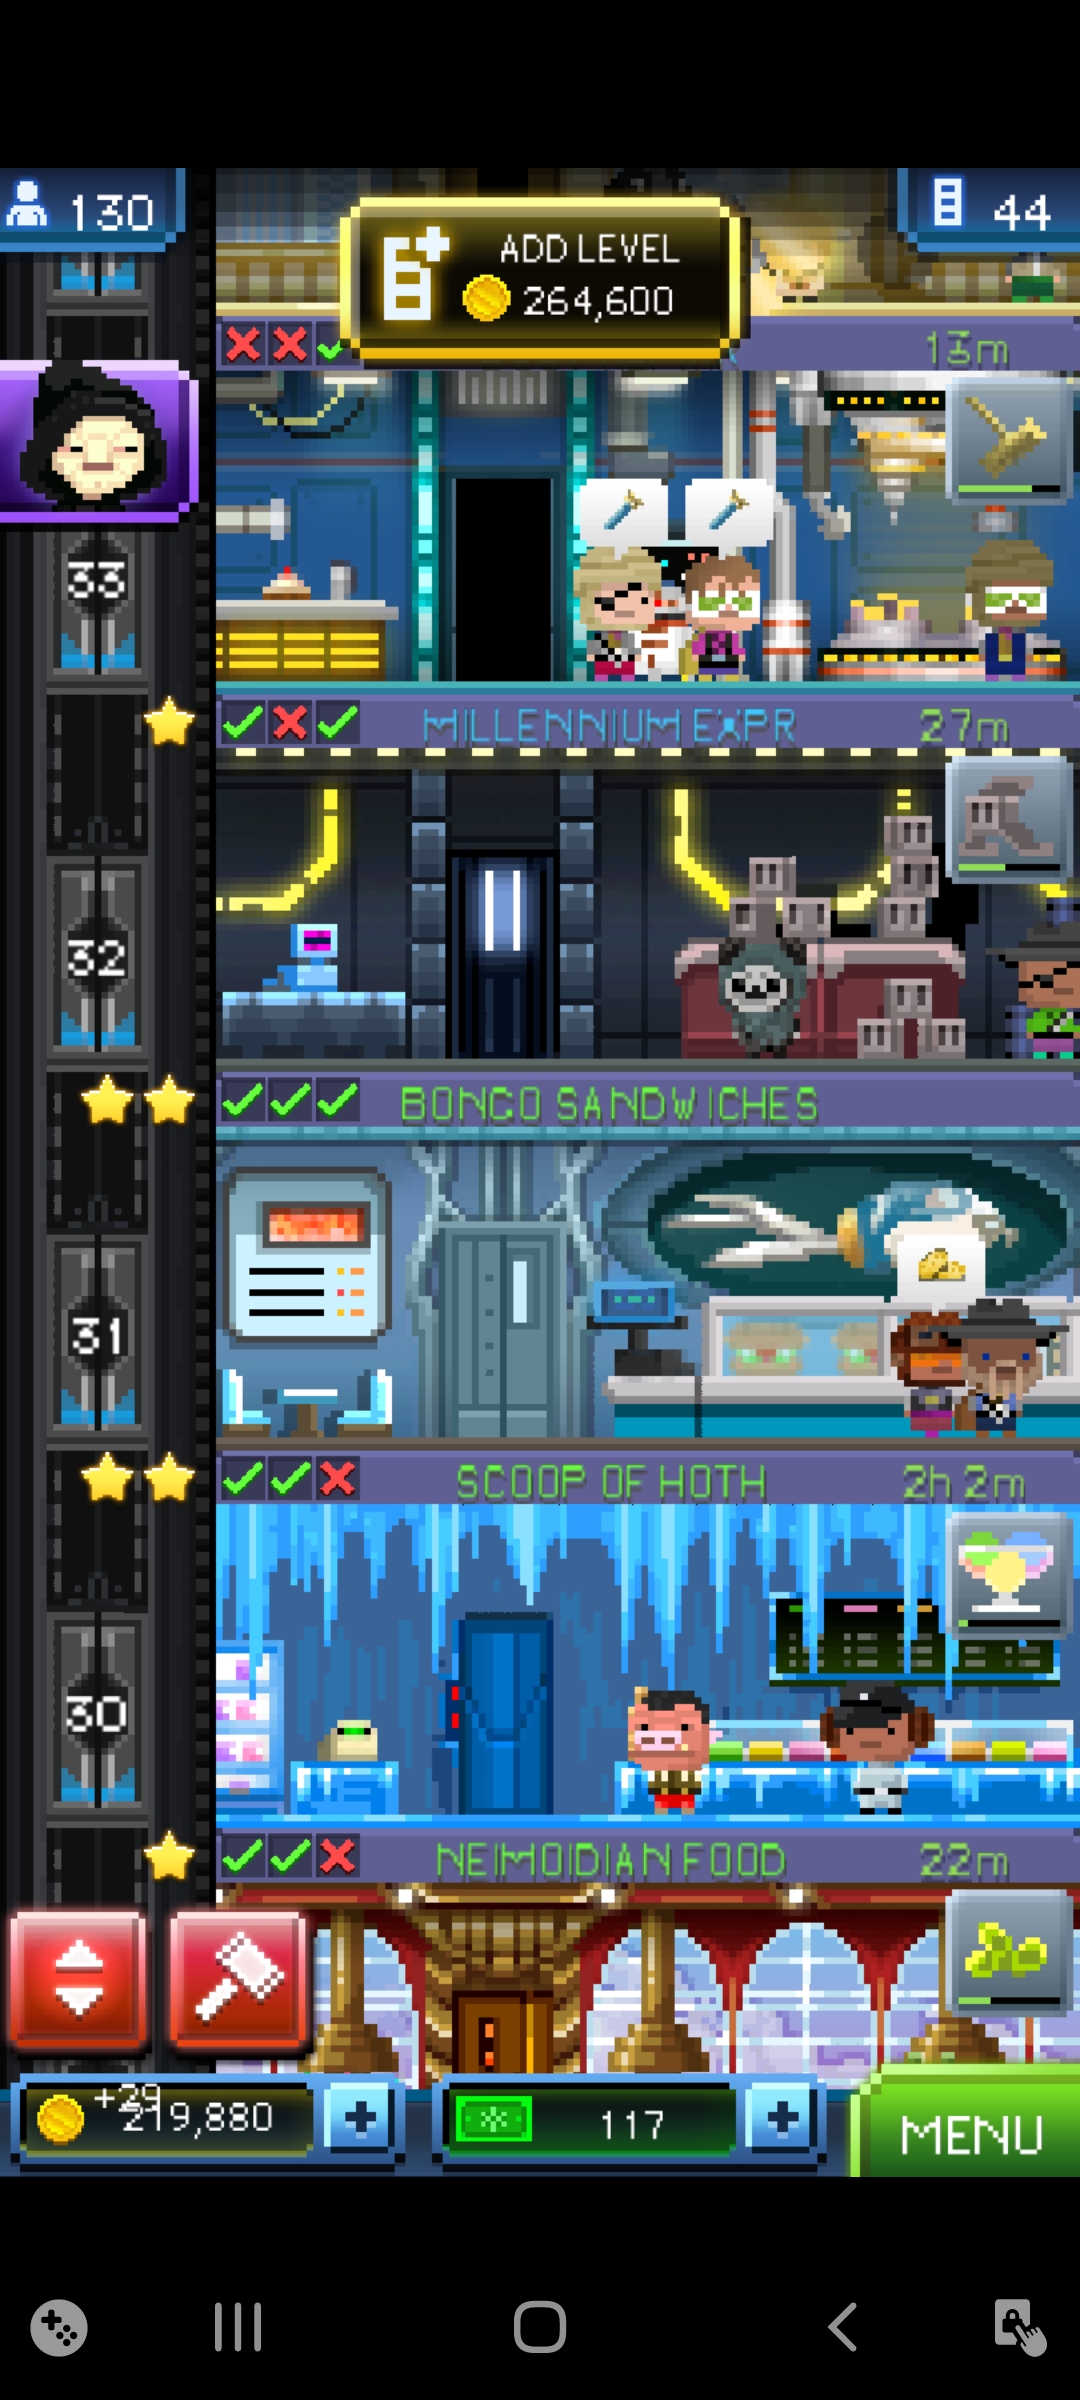 130
ADD LEVEL
264,600
44
13m
33
MILLENNIUM EXPR
27m
32
BONGO SANDWICHES
31
SCOOP OF HOTH
2h 2m
30
NEIMOIDIAN FOOD
22m
+29
219,880
117
MENU